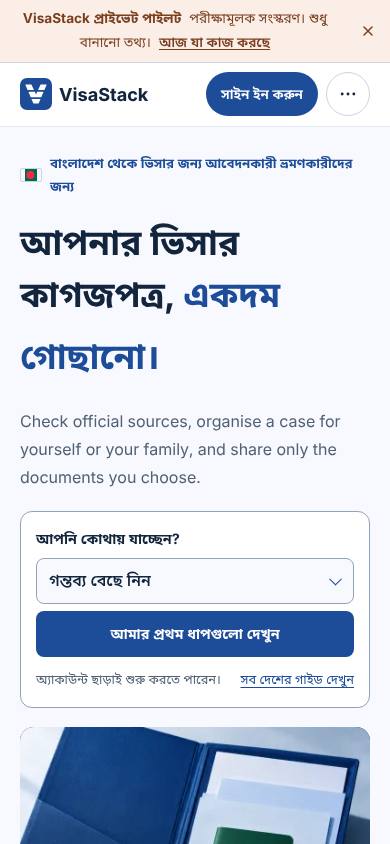 VisaStack প্রাইভেট পাইলট পরীক্ষামূলক সংস্করণ। শুধু
বানানো তথ্য। আজ যা কাজ করছে
VisaStack
সাইন ইন করুন
বাংলাদেশ থেকে ভিসার জন্য আবেদনকারী ভ্রমণকারীদের
জন্য
আপনার ভিসার
কাগজপত্র, একদম
গোছানো।
Check official sources, organise a case for
yourself or your family, and share only the
documents you choose.
আপনি কোথায় যাচ্ছেন?
গন্তব্য বেছে নিন
আমার প্রথম ধাপগুলো দেখুন
অ্যাকাউন্ট ছাড়াই শুরু করতে পারেন। সব দেশের গাইড দেখুন